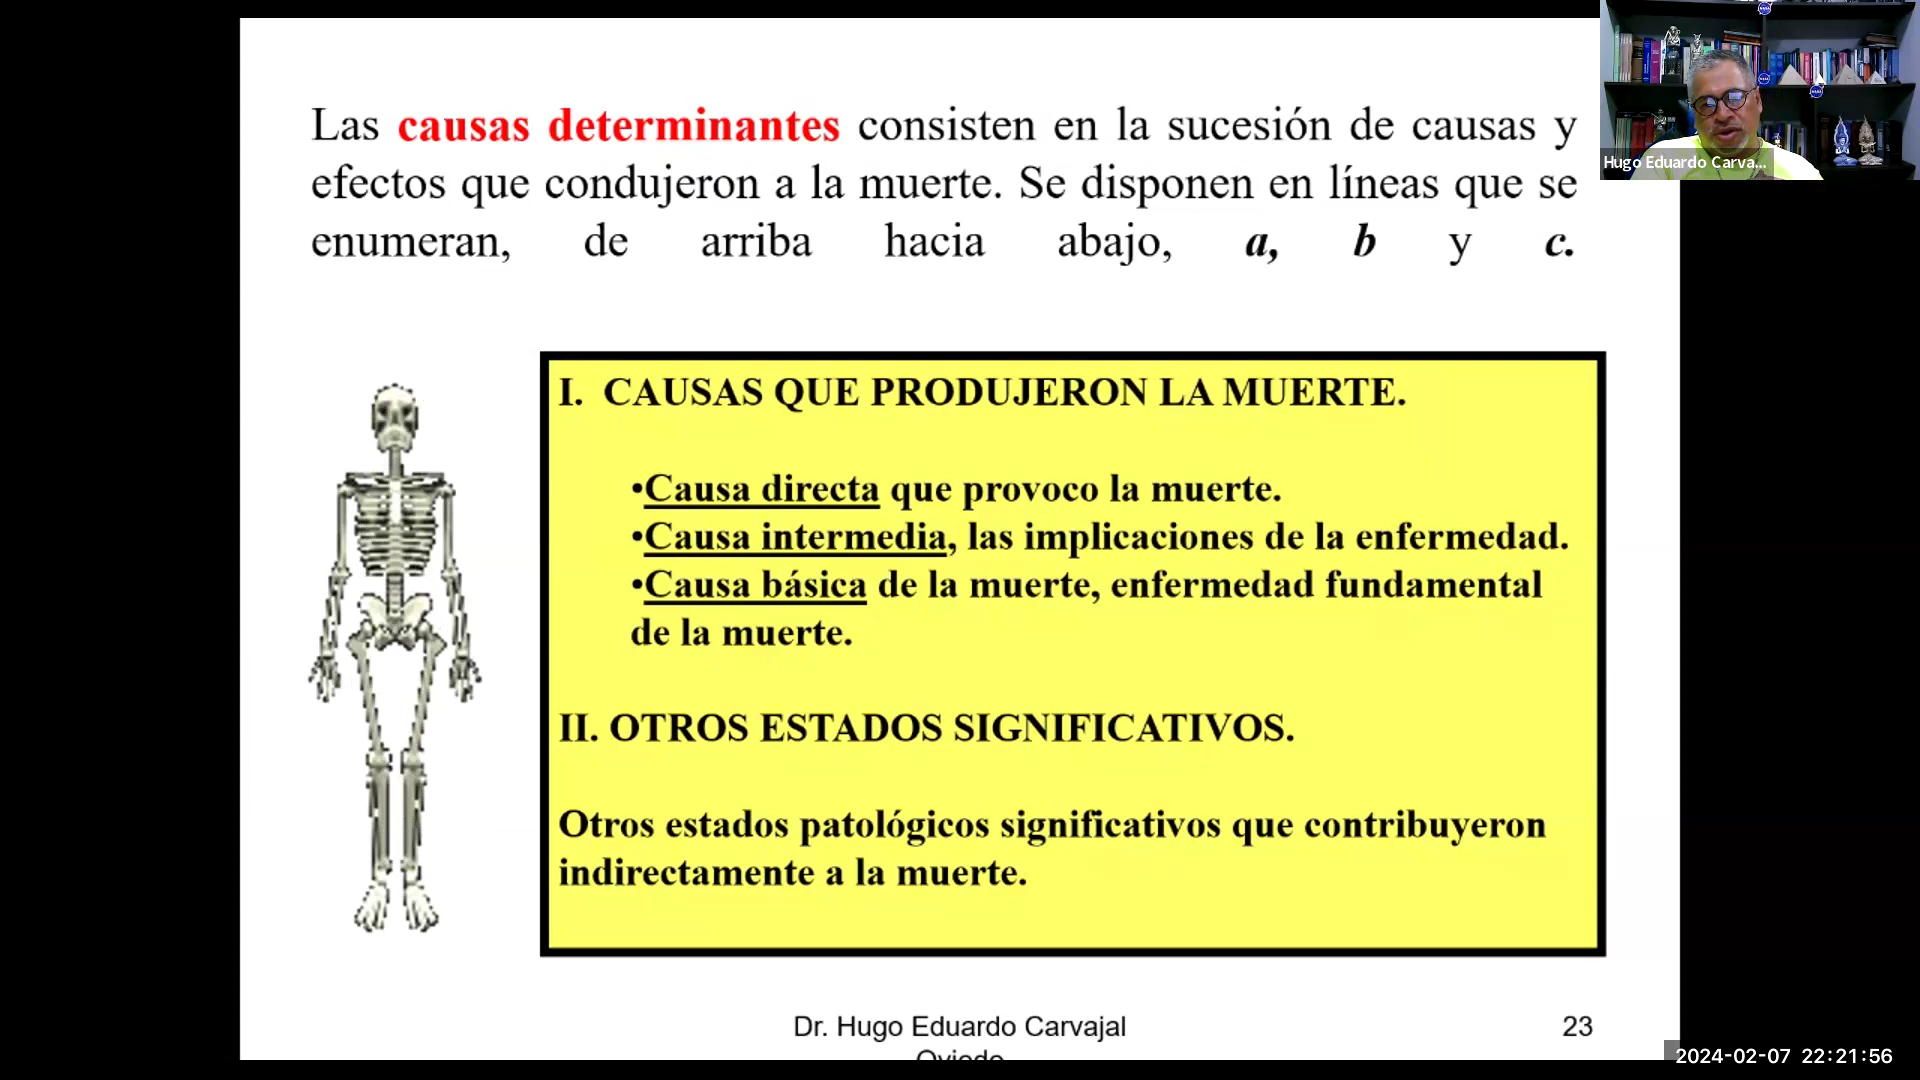 Las causas determinantes consisten en la sucesión de causas y
efectos que condujeron a la muerte. Se disponen en líneas que se
enumeran, de arriba hacia abajo, a, b y c.
Hugo Eduardo Carva...
I. CAUSAS QUE PRODUJERON LA MUERTE.
•Causa directa que provoco la muerte.
•Causa intermedia, las implicaciones de la enfermedad.
•Causa básica de la muerte, enfermedad fundamental
de la muerte.
II. OTROS ESTADOS SIGNIFICATIVOS.
Otros estados patológicos significativos que contribuyeron
indirectamente a la muerte.
Dr. Hugo Eduardo Carvajal
Oviedo
23
2024-02-07 22:21:56